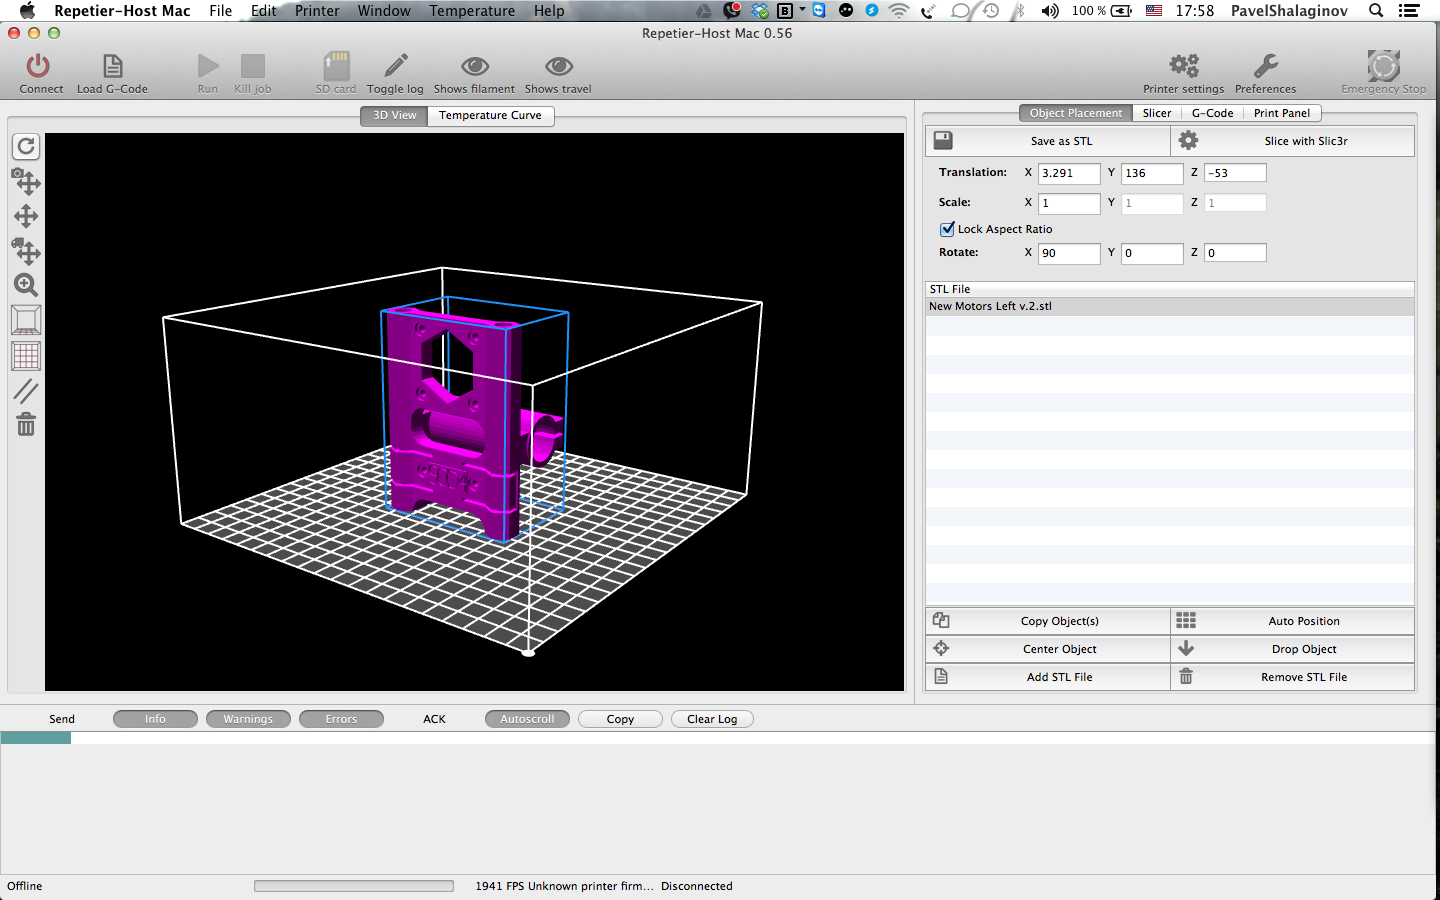 Repetier-Host Mac File Edit Printer Window Temperature Help 100 % 17:58 PavelShalaginov
Repetier-Host Mac 0.56
Connect Load G-Code Run Kill job SD card Toggle log Shows filament Shows travel Printer settings Preferences Emergency Stop
3D View Temperature Curve
Object Placement Slicer G-Code Print Panel
Save as STL Slice with Slic3r
Translation: X 3.291 Y 136 Z -53
Scale: X 1 Y 1 Z 1
Lock Aspect Ratio
Rotate: X 90 Y 0 Z 0
STL File
New Motors Left v.2.stl
Copy Object(s) Auto Position
Center Object Drop Object
Add STL File Remove STL File
Send Info Warnings Errors ACK Autoscroll Copy Clear Log
Offline 1941 FPS Unknown printer firm... Disconnected